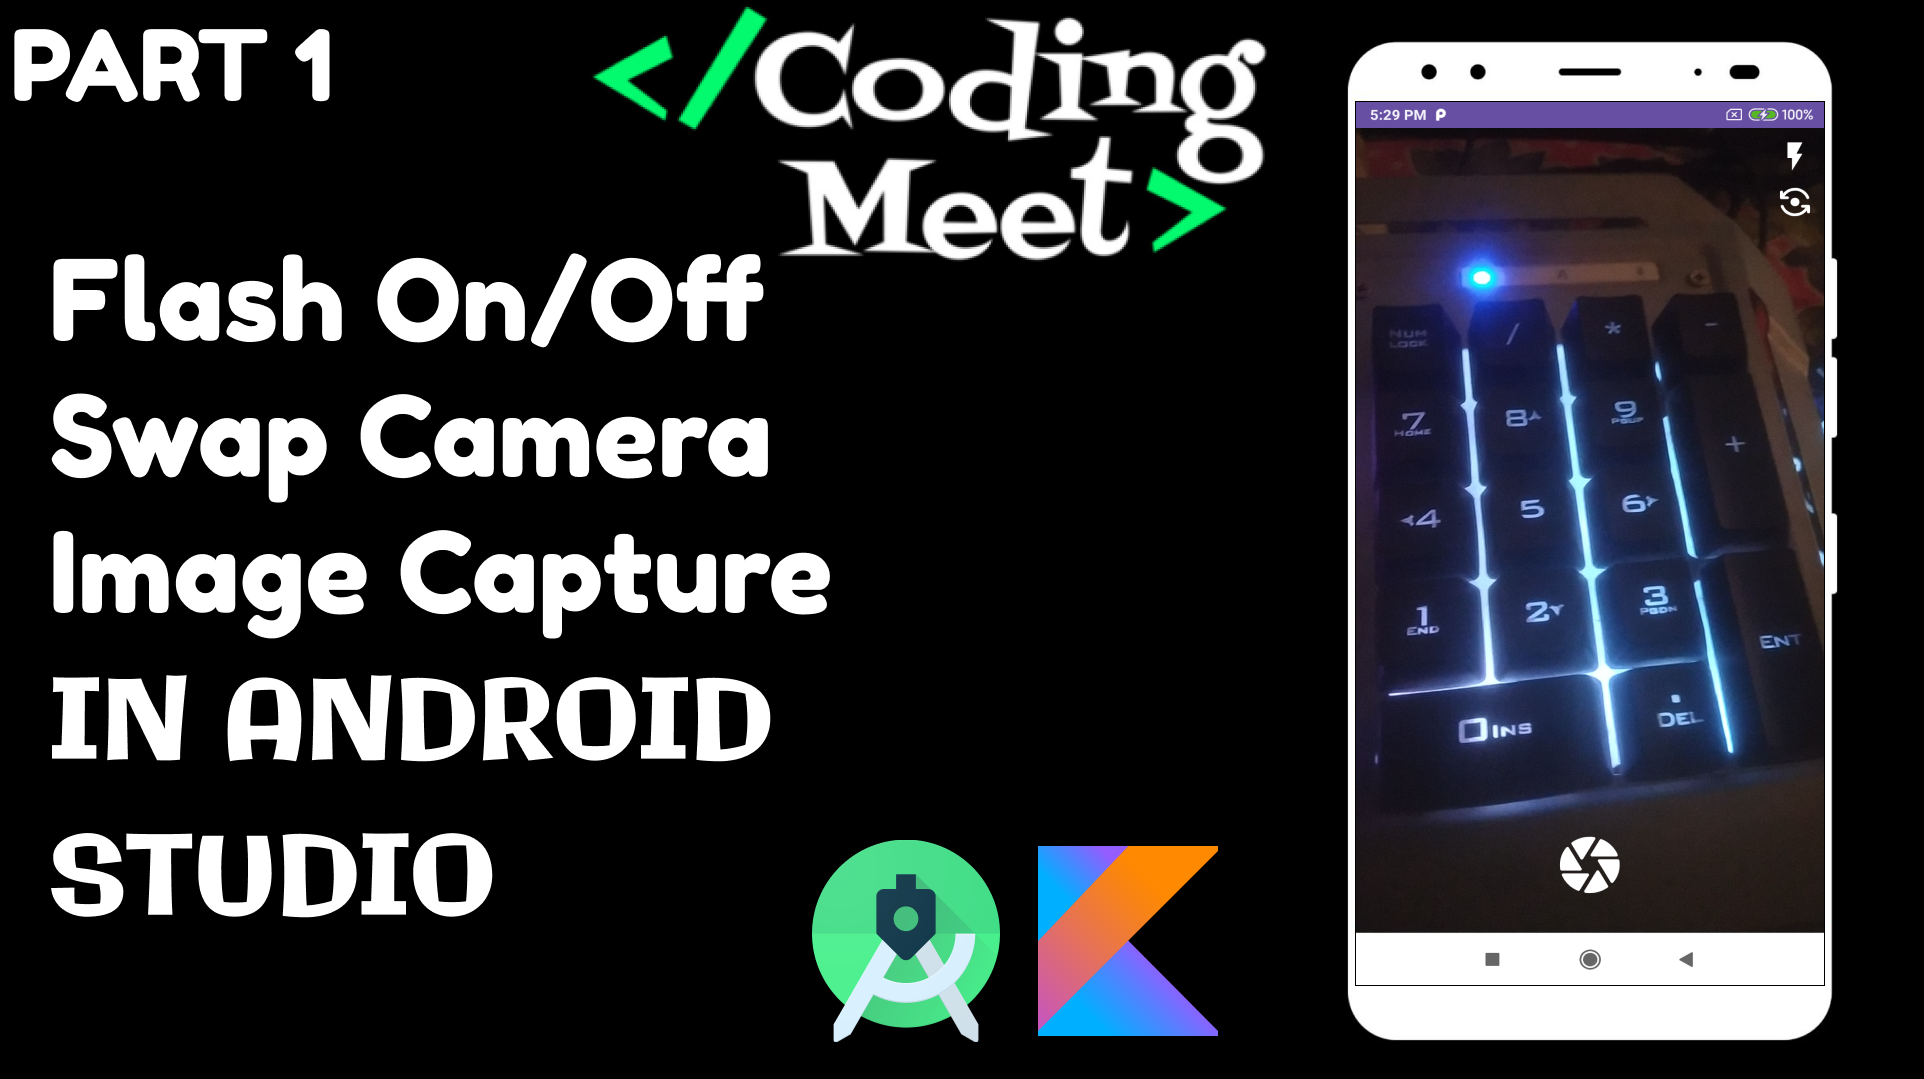 PART 1
</Coding
Meet>
Flash On/Off
Swap Camera
Image Capture
IN ANDROID
STUDIO
5:29 PM
100%
NUM
LOCK
/
*
-
7
HOME
8
9
PGUP
+
4
5
6
1
END
2
3
PGDN
ENT
0 INS
.
DEL